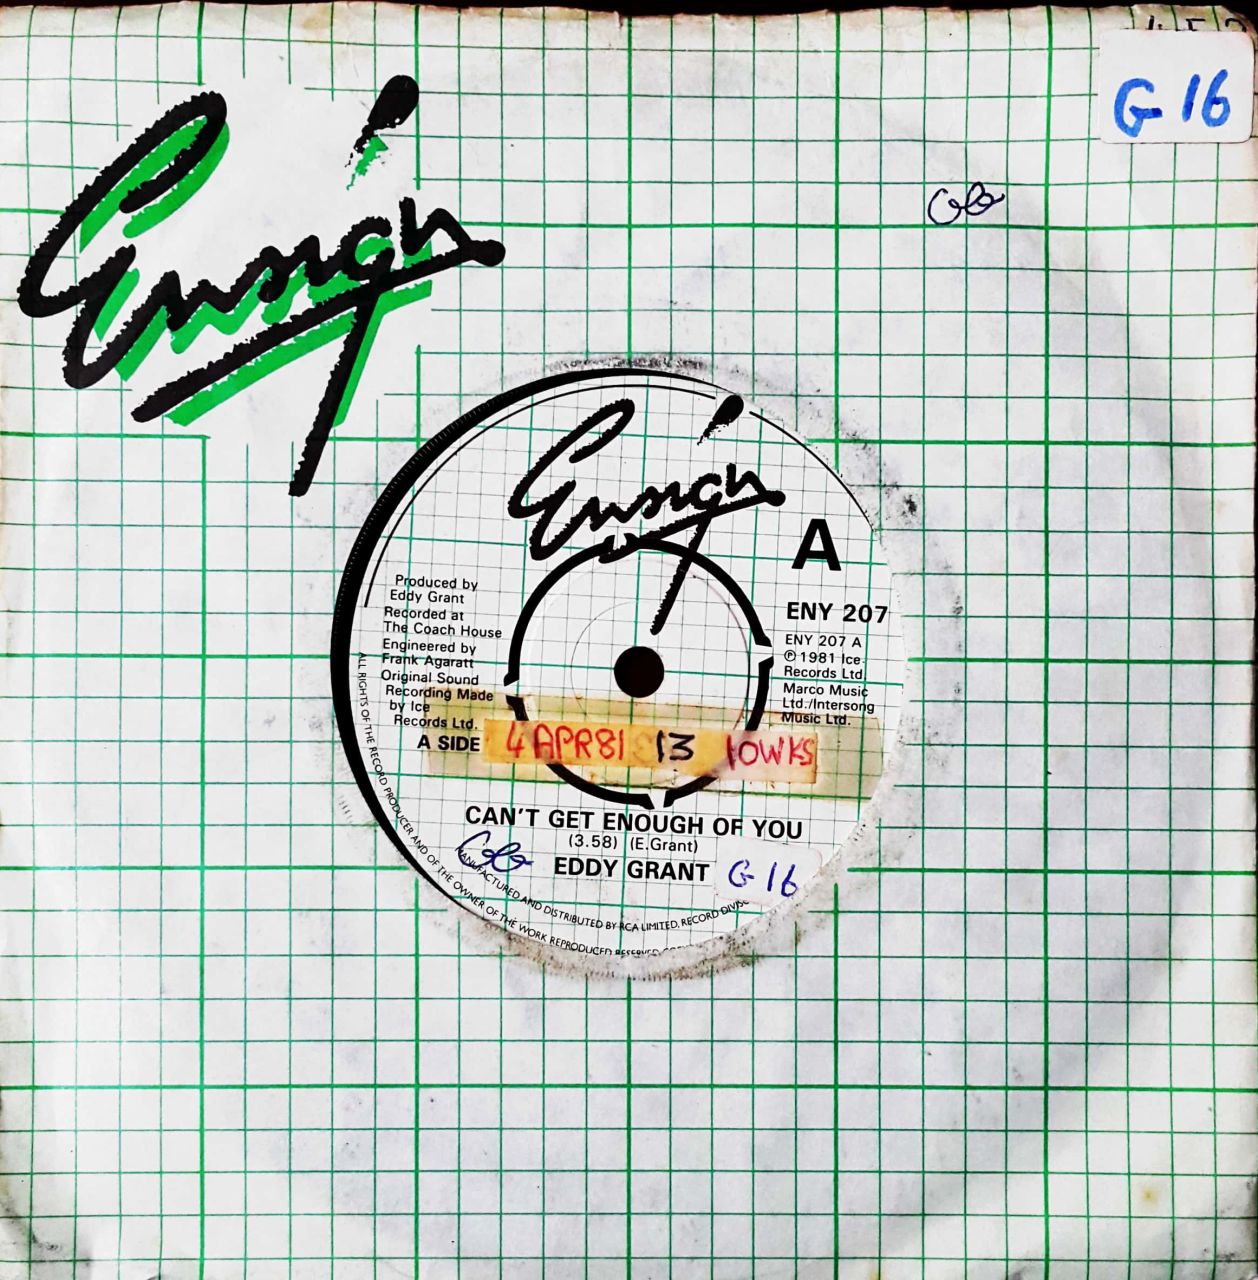 G 16
Ensign
Ensign
A
ENY 207
ENY 207 A
℗ 1981 Ice
Records Ltd.
Marco Music
Ltd./Intersong
Music Ltd.
Produced by
Eddy Grant
Recorded at
The Coach House
Engineered by
Frank Agaratt
Original Sound
Recording Made
by Ice
Records Ltd.
A SIDE
4 APR 81 13 10WKS
CAN'T GET ENOUGH OF YOU
(3.58) (E.Grant)
EDDY GRANT
G 16
MANUFACTURED AND DISTRIBUTED BY RCA LIMITED, RECORD
ALL RIGHTS OF THE RECORD PRODUCER AND OF THE OWNER OF THE WORK REPRODUCED RESERVED